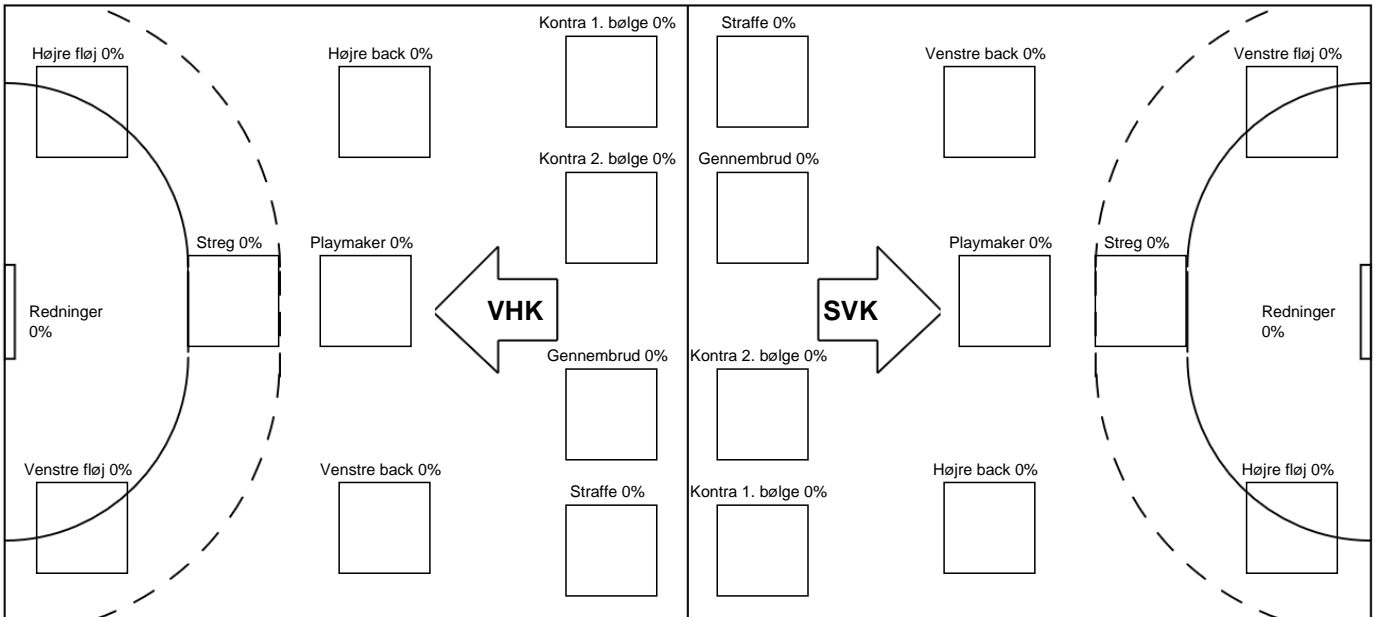 Kontra 1. bølge 0%
Straffe 0%
Højre fløj 0%
Højre back 0%
Venstre back 0%
Venstre fløj 0%
Kontra 2. bølge 0%
Gennembrud 0%
Streg 0%
Playmaker 0%
Playmaker 0%
Streg 0%
Redninger
0%
VHK
SVK
Redninger
0%
Gennembrud 0%
Kontra 2. bølge 0%
Venstre fløj 0%
Venstre back 0%
Højre back 0%
Højre fløj 0%
Straffe 0%
Kontra 1. bølge 0%